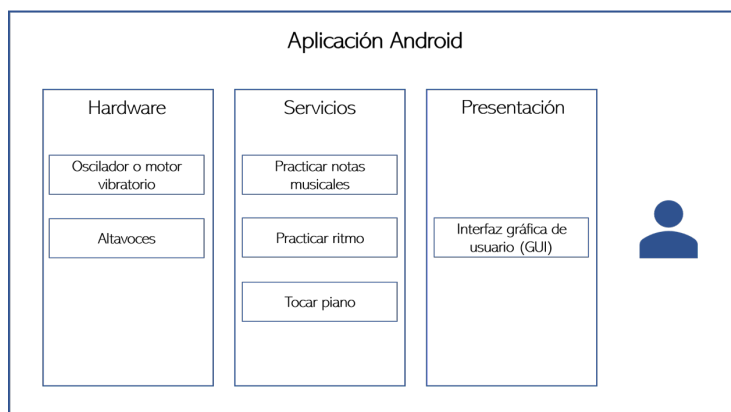 Aplicación Android
Hardware
Oscilador o motor
vibratorio
Altavoces
Servicios
Practicar notas
musicales
Practicar ritmo
Tocar piano
Presentación
Interfaz gráfica de
usuario (GUI)